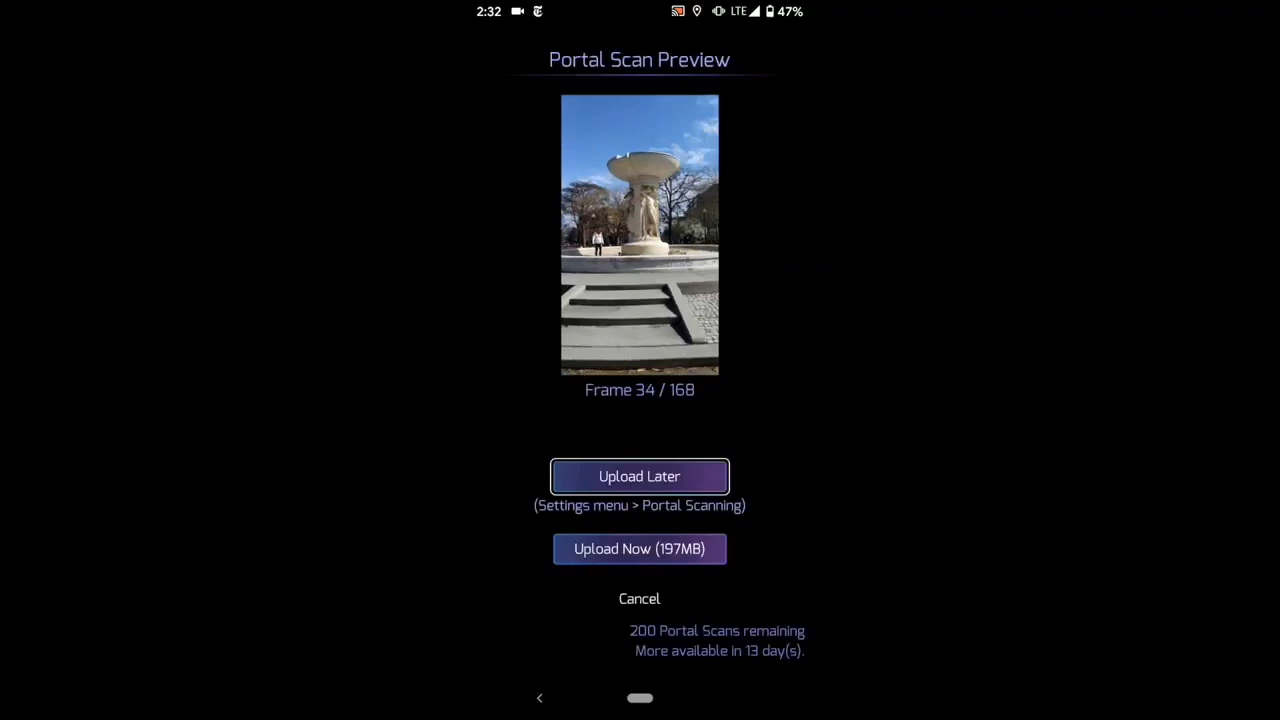 2:32 LTE 47%
Portal Scan Preview
Frame 34 / 168
Upload Later
(Settings menu > Portal Scanning)
Upload Now (197MB)
Cancel
200 Portal Scans remaining
More available in 13 day(s).